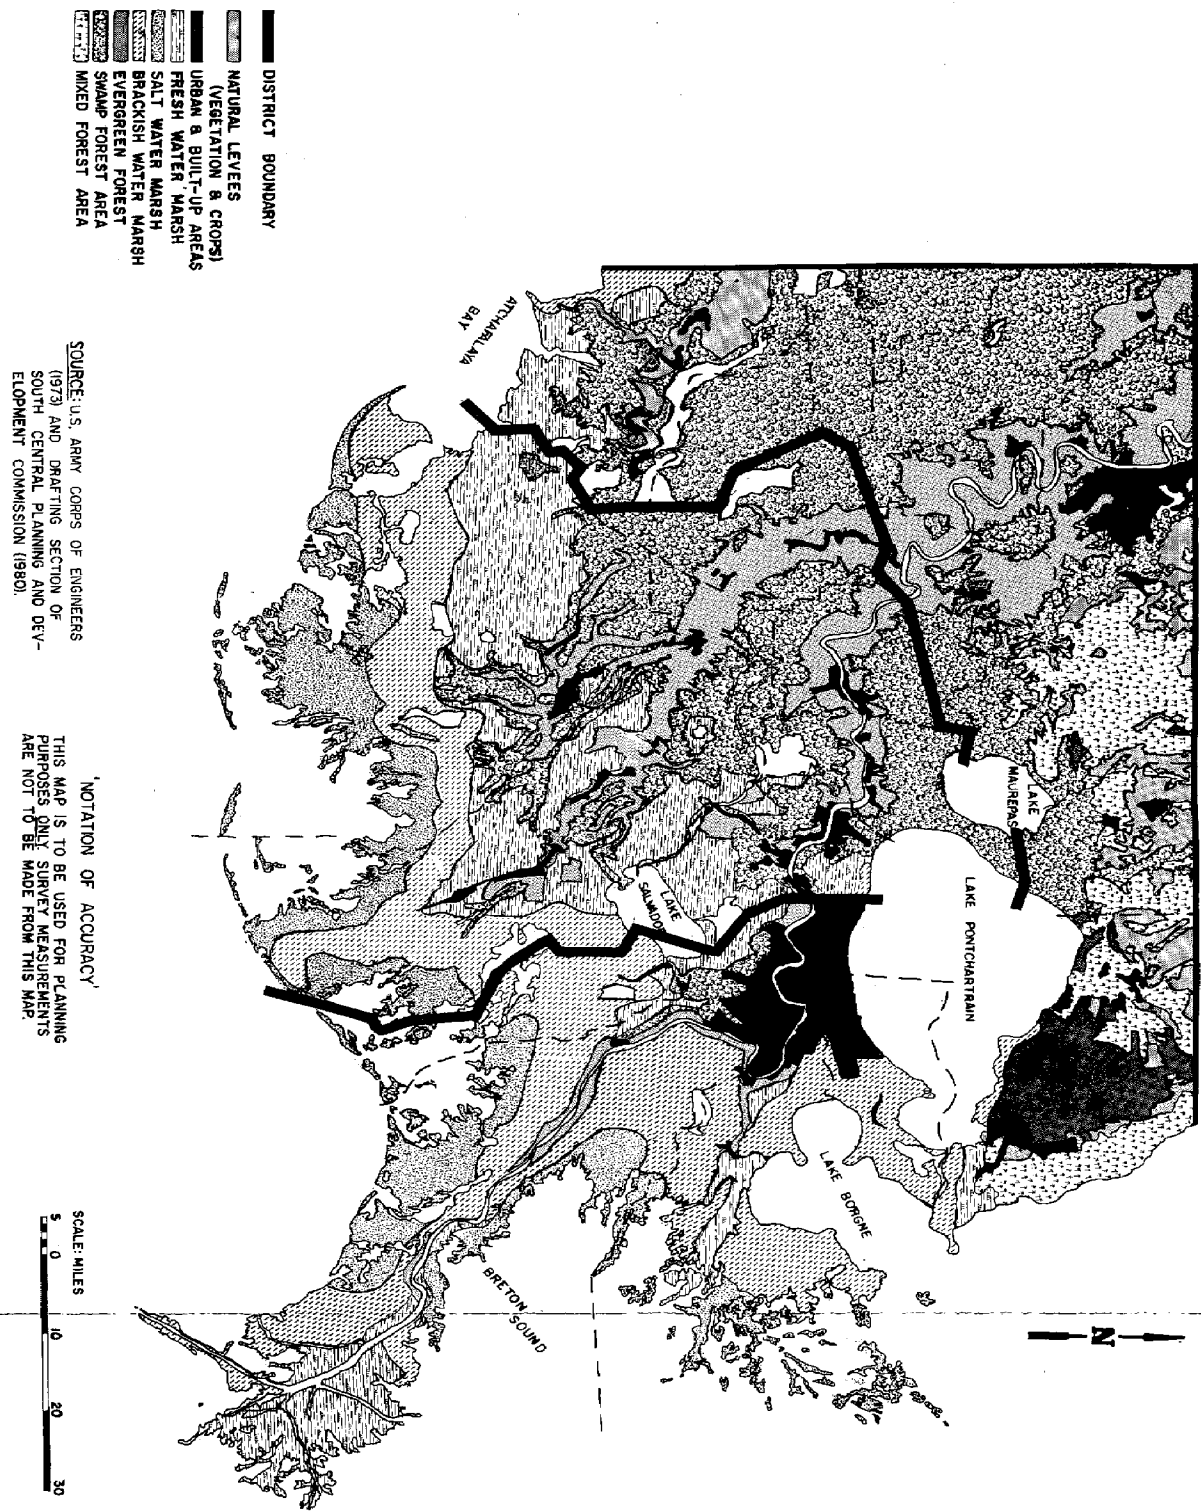 DISTRICT BOUNDARY
NATURAL LEVEES
(VEGETATION & CROPS)
URBAN & BUILT-UP AREAS
FRESH WATER MARSH
SALT WATER MARSH
BRACKISH WATER MARSH
EVERGREEN FOREST
SWAMP FOREST AREA
MIXED FOREST AREA
SOURCE: U.S. ARMY CORPS OF ENGINEERS
(1973) AND DRAFTING SECTION OF
SOUTH CENTRAL PLANNING AND DEV-
ELOPMENT COMMISSION (1980).
'NOTATION OF ACCURACY'
THIS MAP IS TO BE USED FOR PLANNING
PURPOSES ONLY. SURVEY MEASUREMENTS
ARE NOT TO BE MADE FROM THIS MAP.
SCALE: MILES
5 0 10 20 30
ATCHAFALAYA
BAY
LAKE
MAUREPAS
LAKE PONTCHARTRAIN
LAKE
SALVADOR
LAKE BORGNE
BRETON SOUND
N